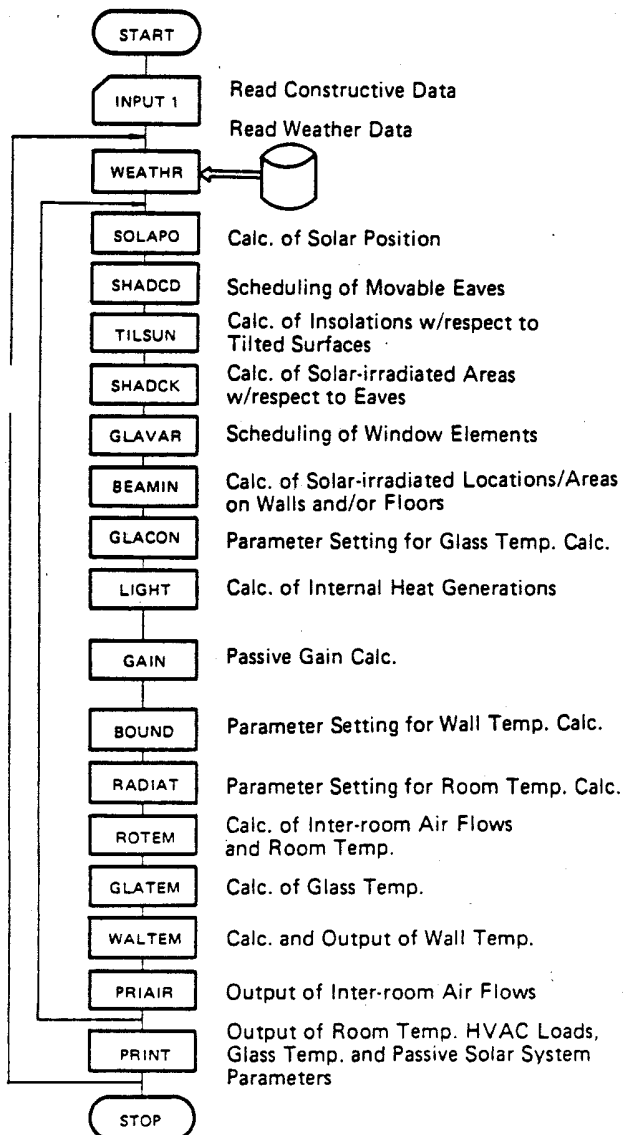 START
INPUT 1
Read Constructive Data
Read Weather Data
WEATHR
SOLAPO
Calc. of Solar Position
SHADCD
Scheduling of Movable Eaves
TILSUN
Calc. of Insolations w/respect to
Tilted Surfaces
SHADCK
Calc. of Solar-irradiated Areas
w/respect to Eaves
GLAVAR
Scheduling of Window Elements
BEAMIN
Calc. of Solar-irradiated Locations/Areas
on Walls and/or Floors
GLACON
Parameter Setting for Glass Temp. Calc.
LIGHT
Calc. of Internal Heat Generations
GAIN
Passive Gain Calc.
BOUND
Parameter Setting for Wall Temp. Calc.
RADIAT
Parameter Setting for Room Temp. Calc.
ROTEM
Calc. of Inter-room Air Flows
and Room Temp.
GLATEM
Calc. of Glass Temp.
WALTEM
Calc. and Output of Wall Temp.
PRIAIR
Output of Inter-room Air Flows
PRINT
Output of Room Temp. HVAC Loads,
Glass Temp. and Passive Solar System
Parameters
STOP